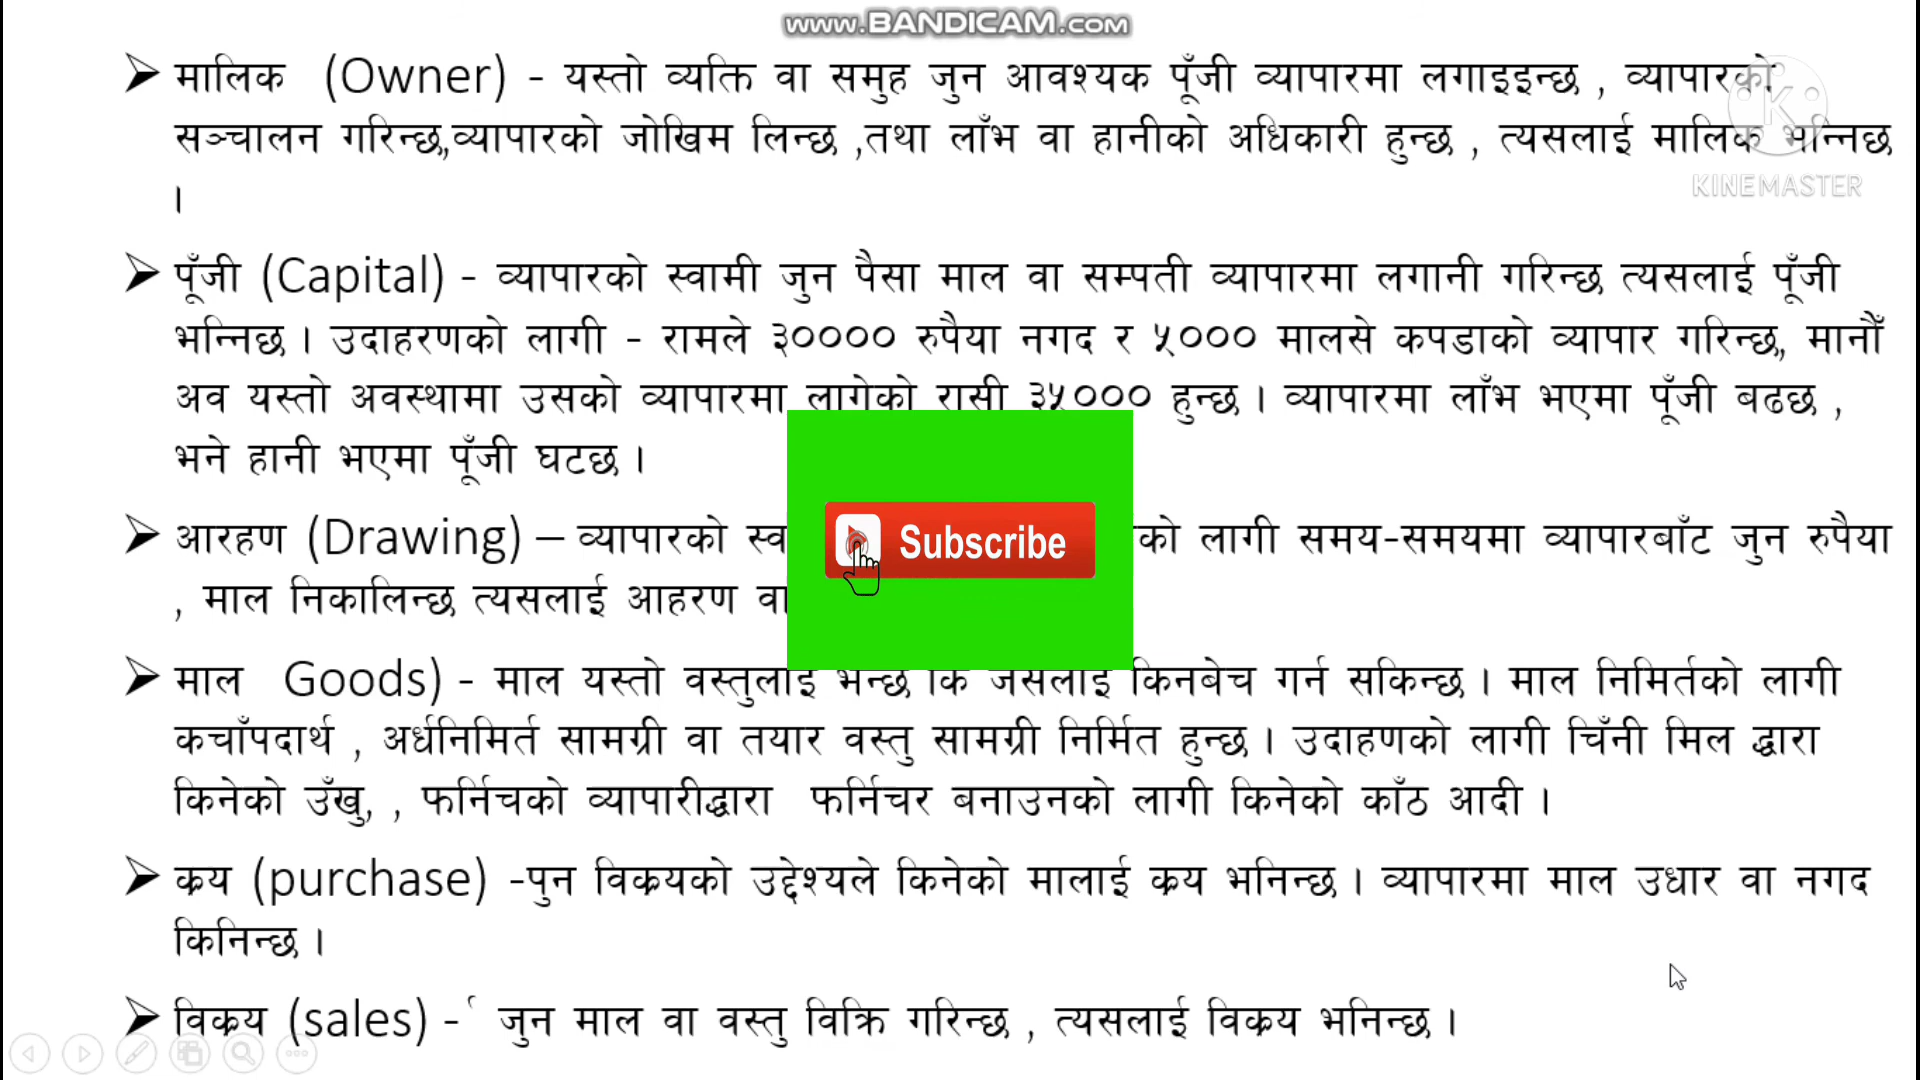 www.BANDICAM.com
मालिक (Owner) - यस्तो व्यक्ति वा समुह जुन आवश्यक पूँजी व्यापारमा लगाइइन्छ , व्यापारको
सञ्चालन गरिन्छ,व्यापारको जोखिम लिन्छ ,तथा लाँभ वा हानीको अधिकारी हुन्छ , त्यसलाई मालिक भन्निछ
।
KINEMASTER
पूँजी (Capital) - व्यापारको स्वामी जुन पैसा माल वा सम्पती व्यापारमा लगानी गरिन्छ त्यसलाई पूँजी
भन्निछ । उदाहरणको लागी - रामले ३०००० रुपैया नगद र ५००० मालसे कपडाको व्यापार गरिन्छ, मानौँ
अव यस्तो अवस्थामा उसको व्यापारमा लागेको रासी ३५००० हुन्छ । व्यापारमा लाँभ भएमा पूँजी बढछ ,
भने हानी भएमा पूँजी घटछ ।
आरहण (Drawing) – व्यापारको को लागी समय-समयमा व्यापारबाँट जुन रुपैया
, माल निकालिन्छ त्यसलाई आहरण वा
Subscribe
माल Goods) - माल यस्तो वस्तुलाई भन्छ कि जसलाई किनबेच गर्न सकिन्छ । माल निमिर्तको लागी
कचाँपदार्थ , अर्धनिमिर्त सामग्री वा तयार वस्तु सामग्री निर्मित हुन्छ । उदाहणको लागी चिँनी मिल द्धारा
किनेको उँखु, , फर्निचको व्यापारीद्धारा फर्निचर बनाउनको लागी किनेको काँठ आदी ।
क्रय (purchase) -पुन विक्रयको उद्देश्यले किनेको मालाई क्रय भनिन्छ । व्यापारमा माल उधार वा नगद
किनिन्छ ।
विक्रय (sales) - जुन माल वा वस्तु विक्रि गरिन्छ , त्यसलाई विक्रय भनिन्छ ।